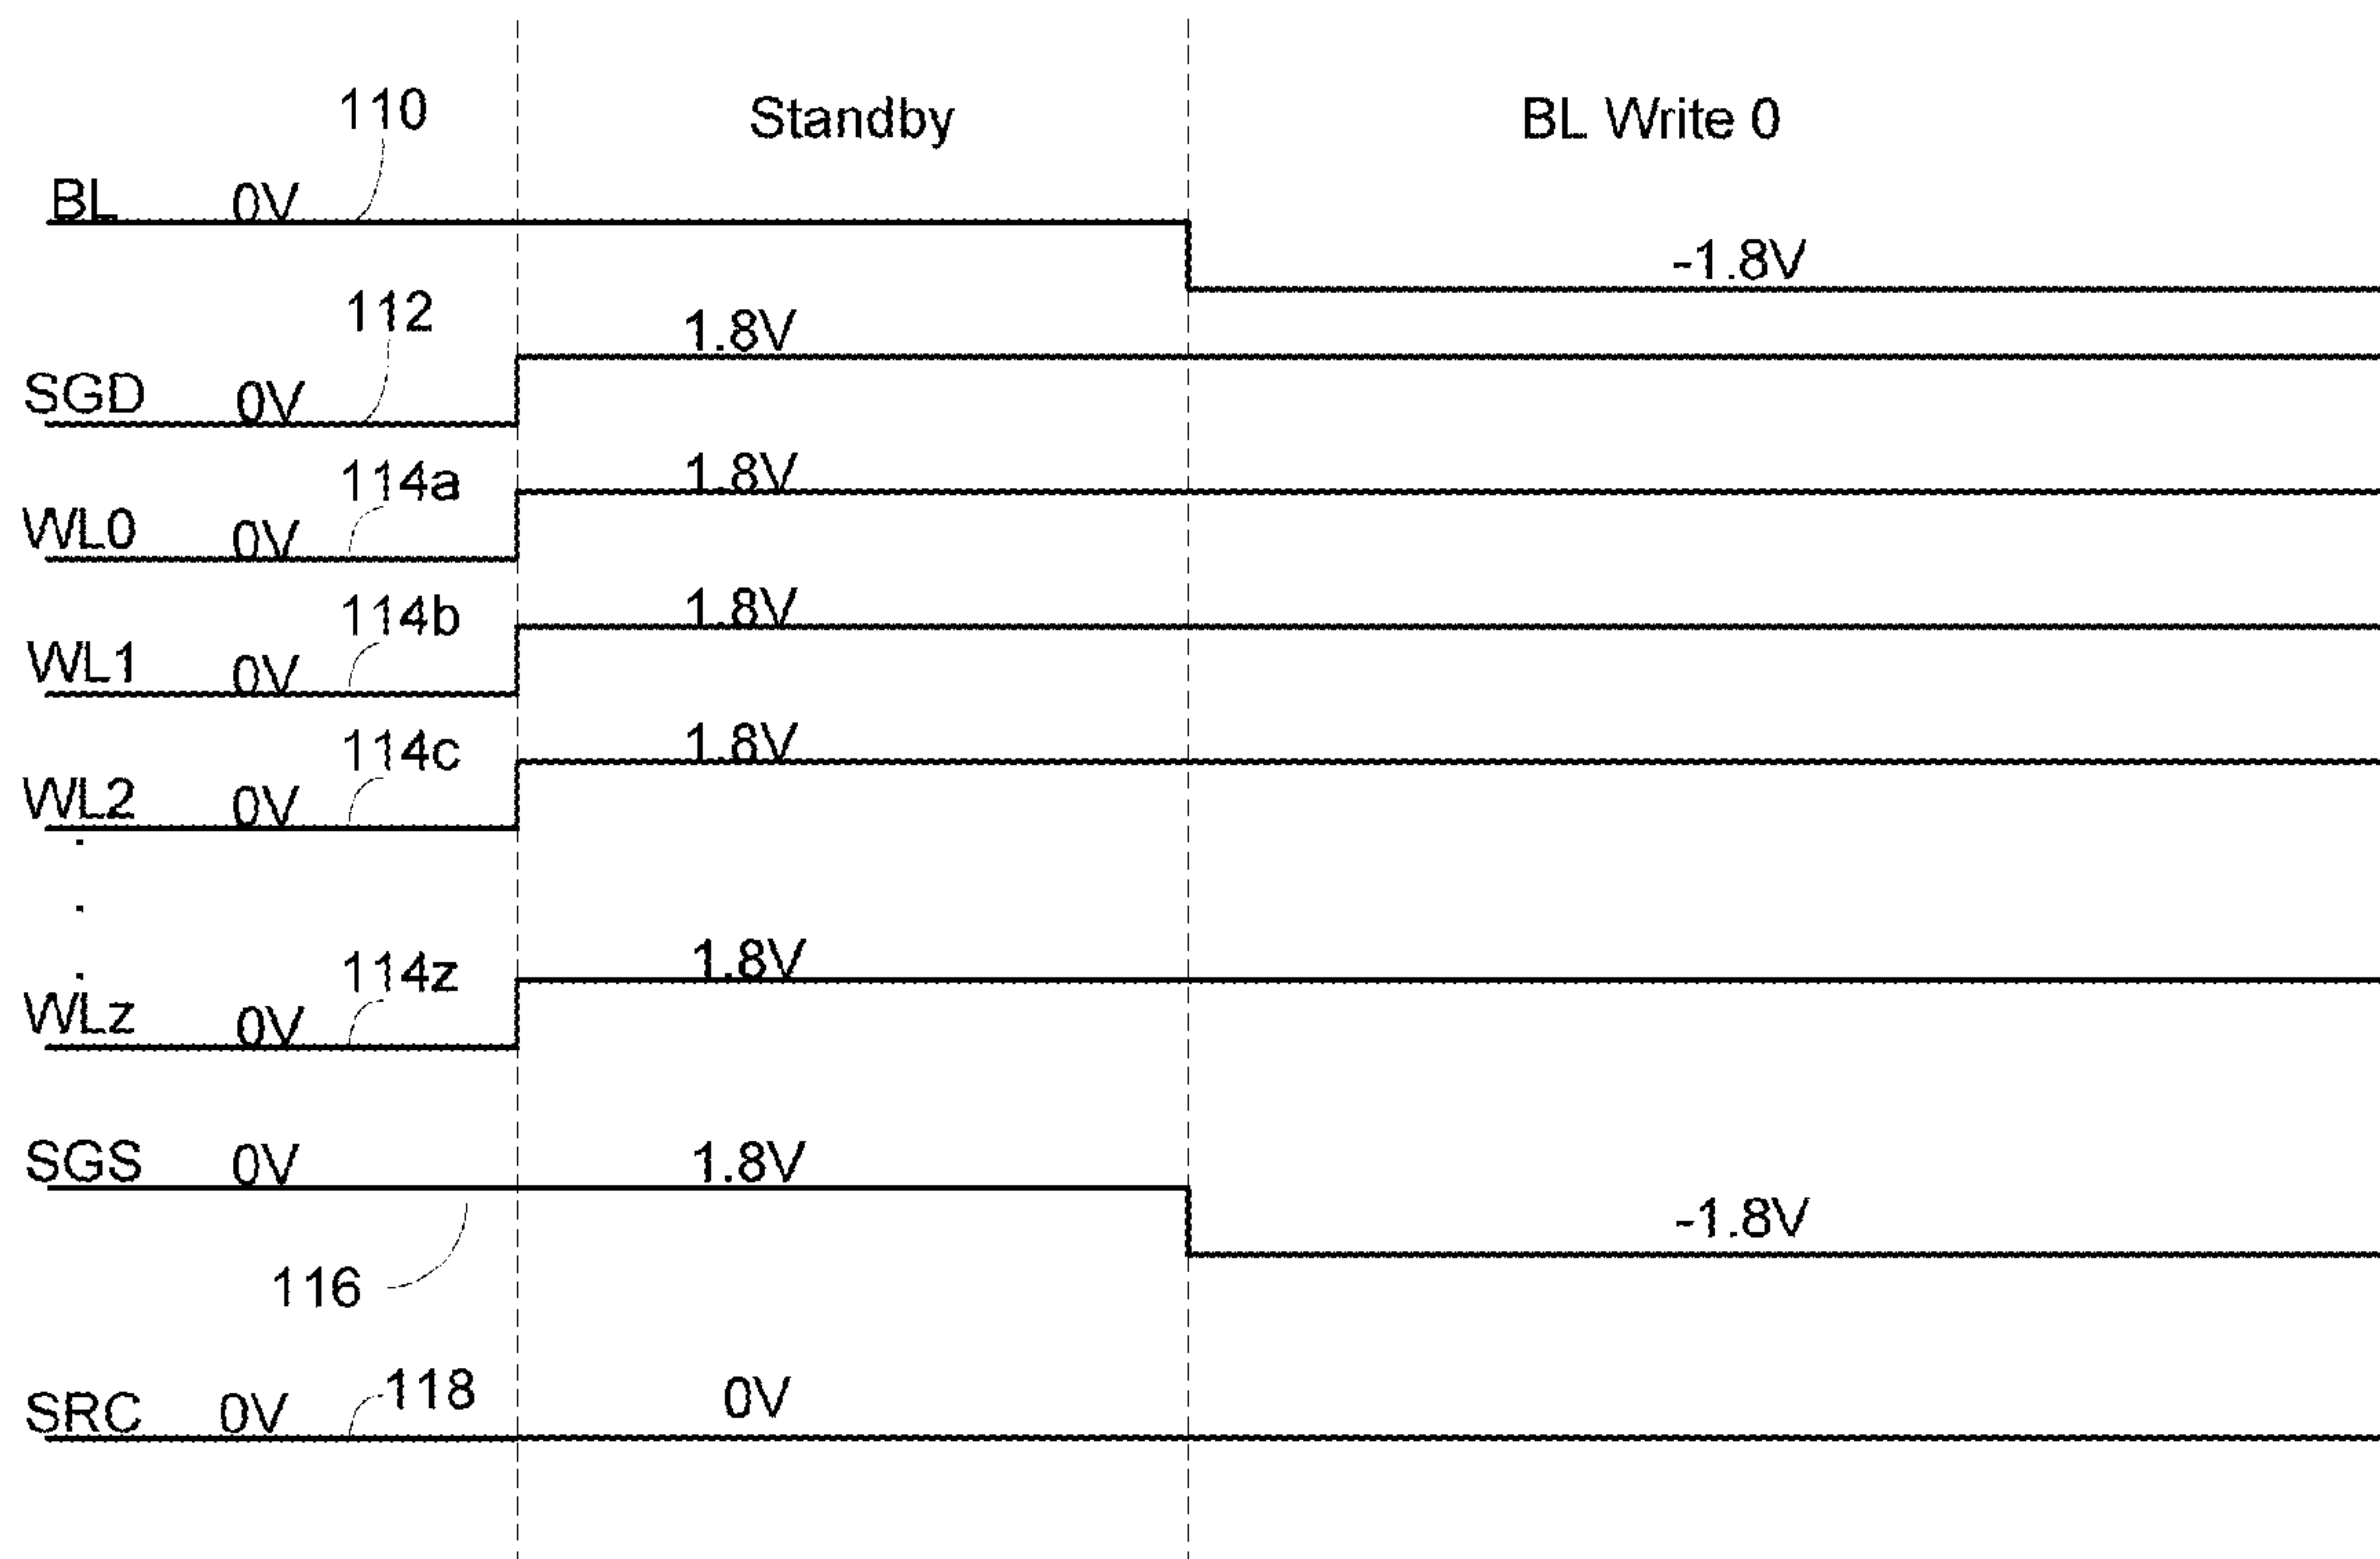 110 Standby BL Write 0
BL 0V
-1.8V
112 1.8V
SGD 0V
114a 1.8V
WL0 0V
114b 1.8V
WL1 0V
114c 1.8V
WL2 0V
.
.
.
114z 1.8V
WLz 0V
SGS 0V 1.8V
-1.8V
116
118 0V
SRC 0V